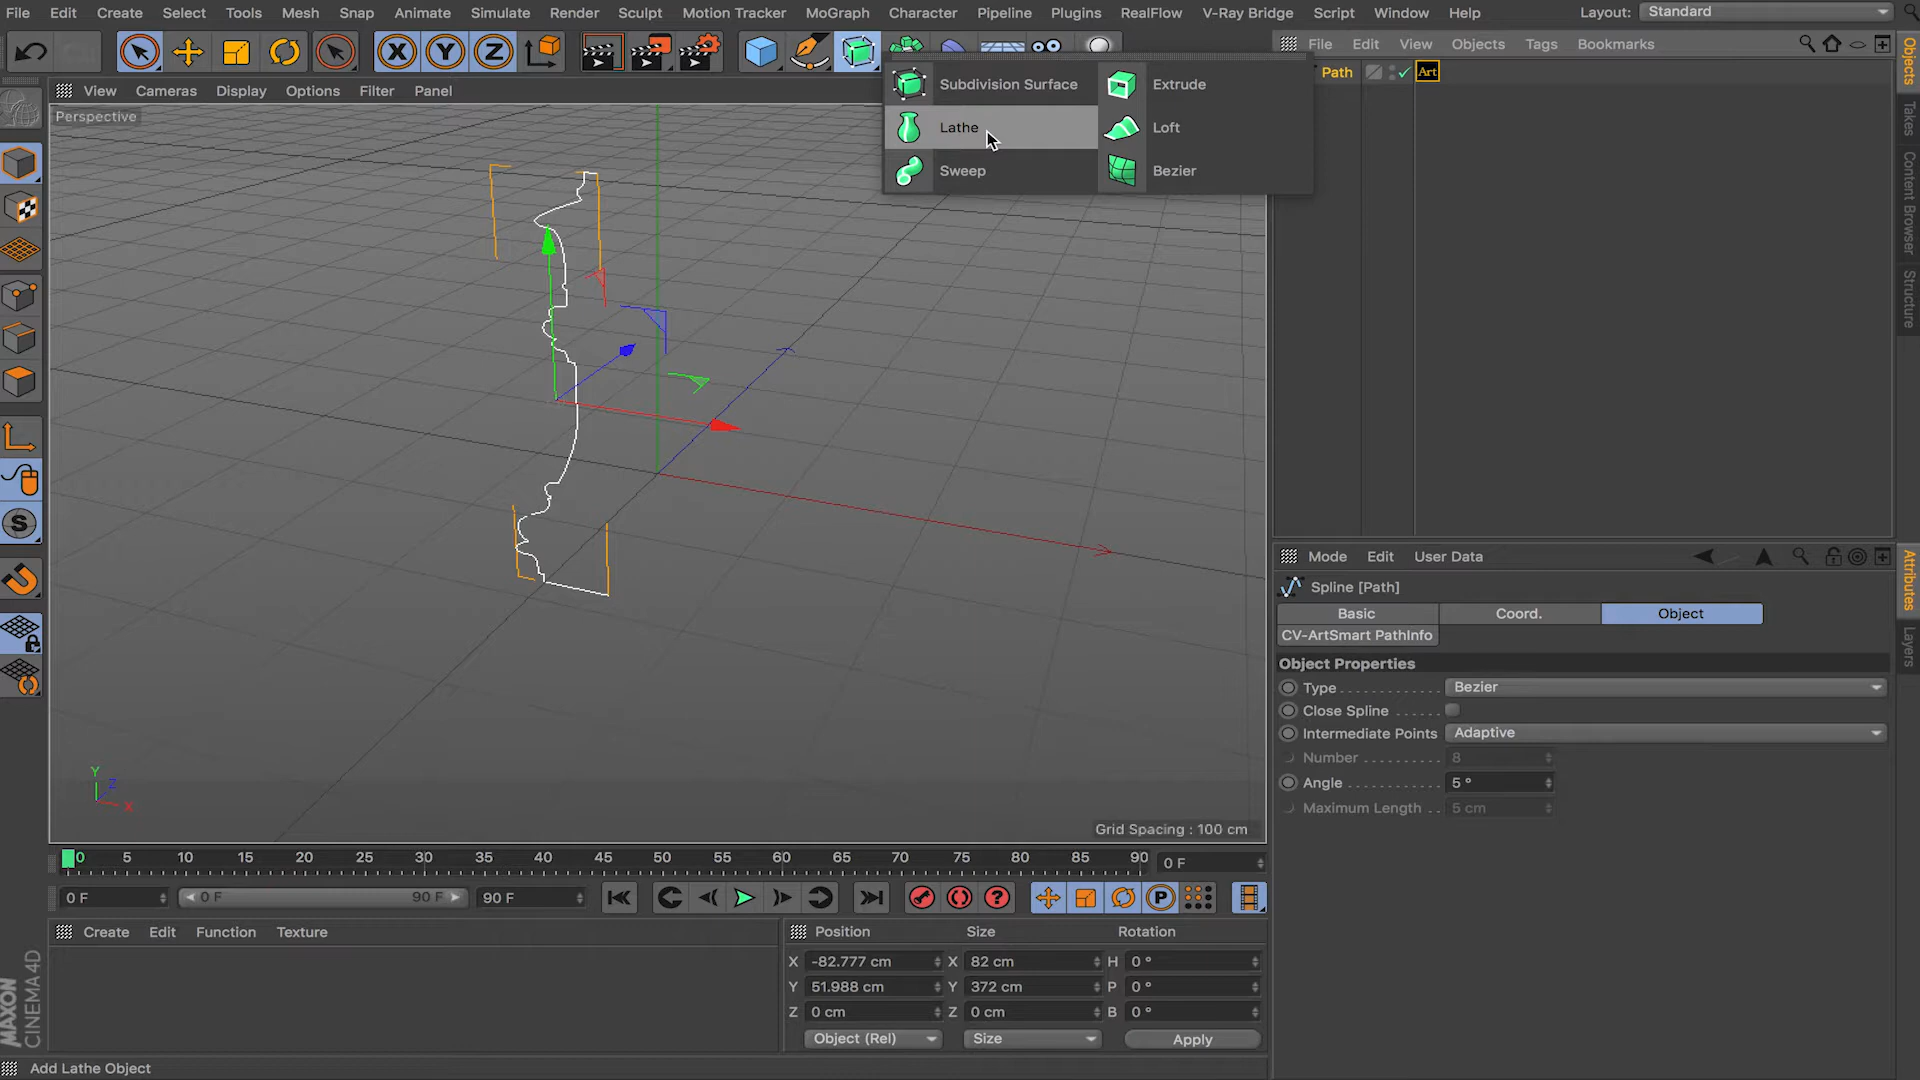 File Edit Create Select Tools Mesh Snap Animate Simulate Render Sculpt Motion Tracker MoGraph Character Pipeline Plugins RealFlow V-Ray Bridge Script Window Help Layout: Standard
X Y Z
File Edit View Objects Tags Bookmarks
Path Art
View Cameras Display Options Filter Panel
Perspective
Subdivision Surface Extrude
Lathe Loft
Sweep Bezier
Objects
Takes
Content Browser
Structure
S
Y
Z
X
Grid Spacing : 100 cm
Mode Edit User Data
Spline [Path]
Basic Coord. Object
CV-ArtSmart PathInfo
Object Properties
Type Bezier
Close Spline
Intermediate Points Adaptive
Number 8
Angle 5 °
Maximum Length 5 cm
Attributes
Layers
0 5 10 15 20 25 30 35 40 45 50 55 60 65 70 75 80 85 90 0 F
0 F 0 F 90 F 90 F ? P
Create Edit Function Texture
Position Size Rotation
X -82.777 cm X 82 cm H 0 °
Y 51.988 cm Y 372 cm P 0 °
Z 0 cm Z 0 cm B 0 °
Object (Rel) Size Apply
MAXON
CINEMA 4D
Add Lathe Object